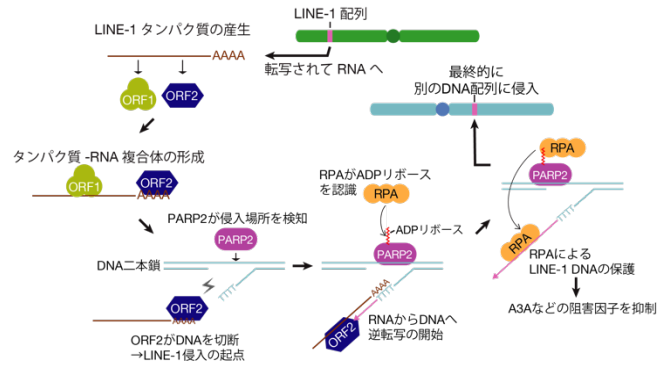 LINE-1 配列
LINE-1 タンパク質の産生
AAAA
転写されて RNA へ
ORF1
ORF2
タンパク質 -RNA 複合体の形成
ORF1
ORF2
AAAA
PARP2が侵入場所を検知
PARP2
DNA二本鎖
TTTT
ORF2
AAAA
ORF2がDNAを切断
→LINE-1侵入の起点
RPAがADPリボース
を認識
RPA
ADPリボース
PARP2
TTTT
AAAA
ORF2
RNAからDNAへ
逆転写の開始
最終的に
別のDNA配列に侵入
RPA
PARP2
TTTT
RPA
RPAによる
LINE-1 DNAの保護
A3Aなどの阻害因子を抑制